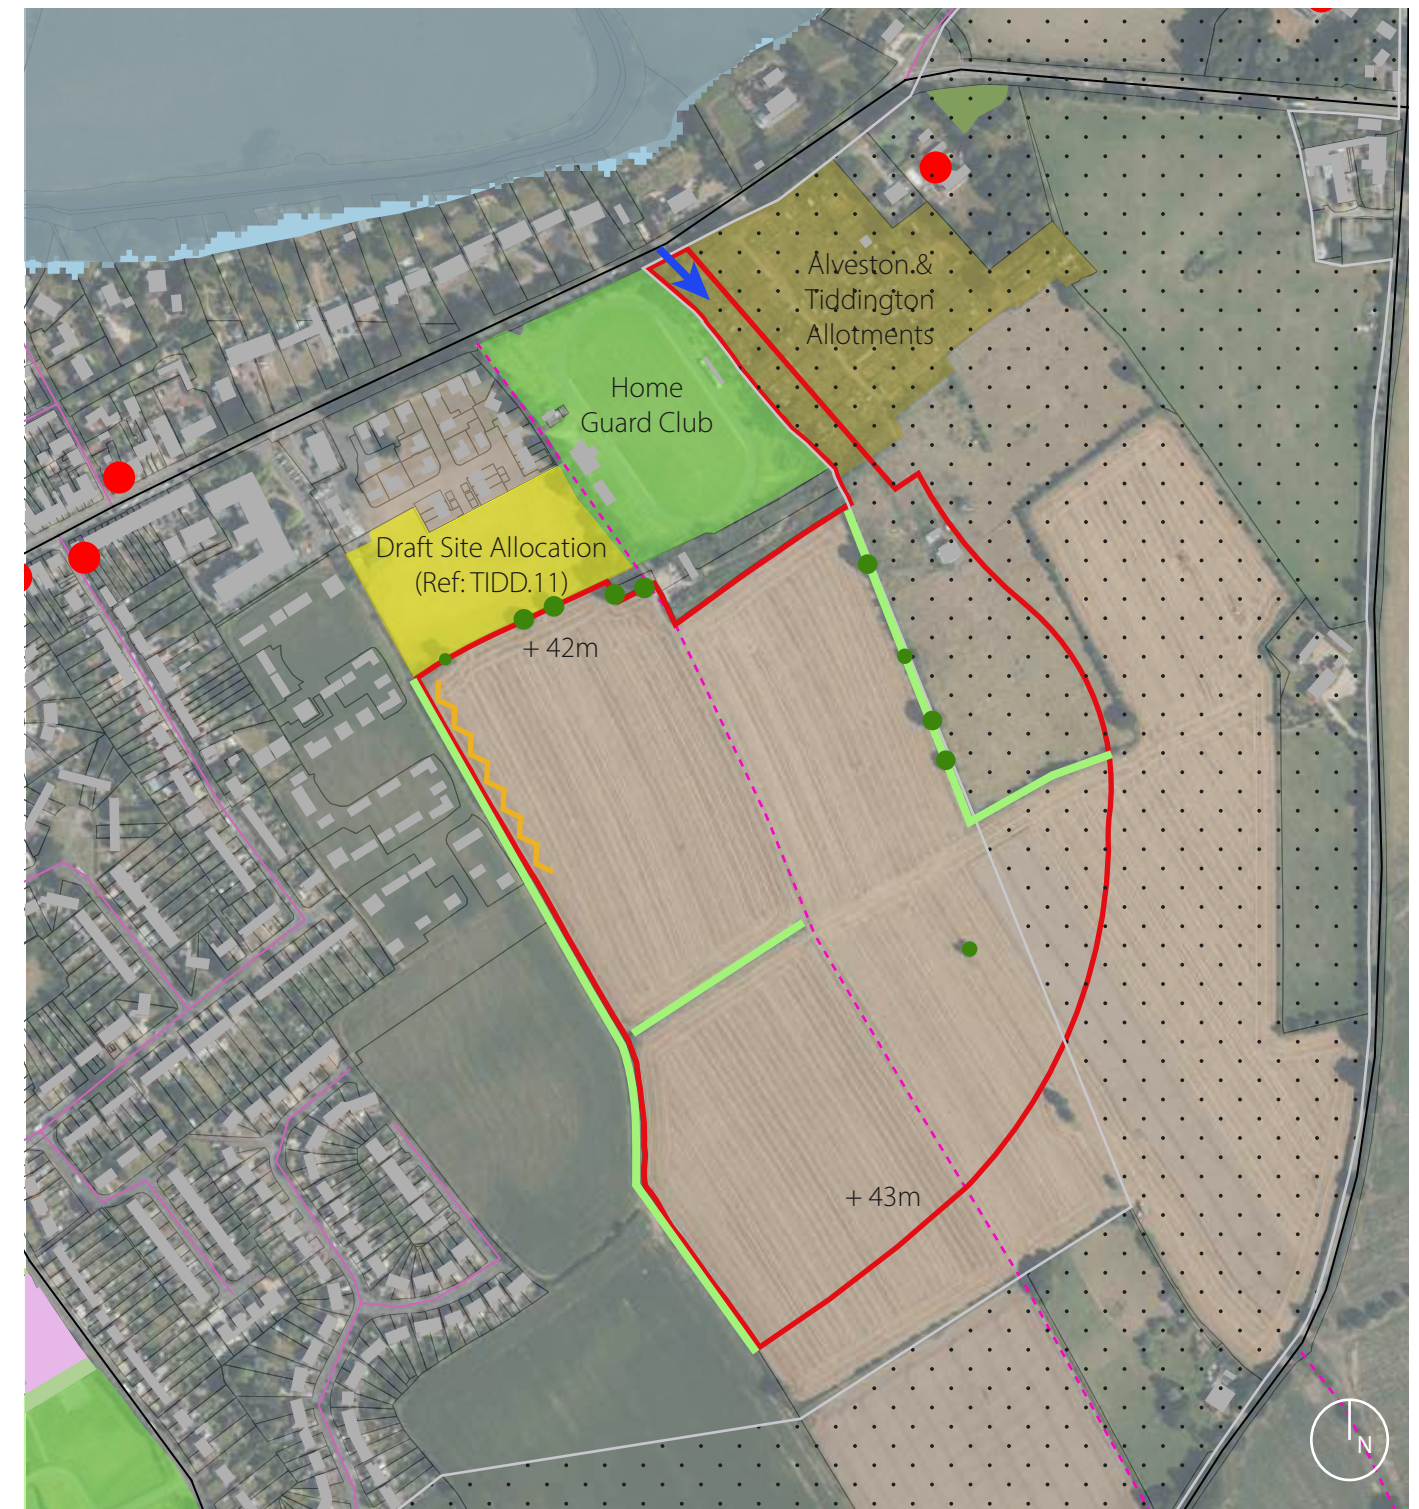 Alveston &
Tiddington
Allotments
Home
Guard Club
Draft Site Allocation
(Ref: TIDD.11)
+ 42m
+ 43m
N